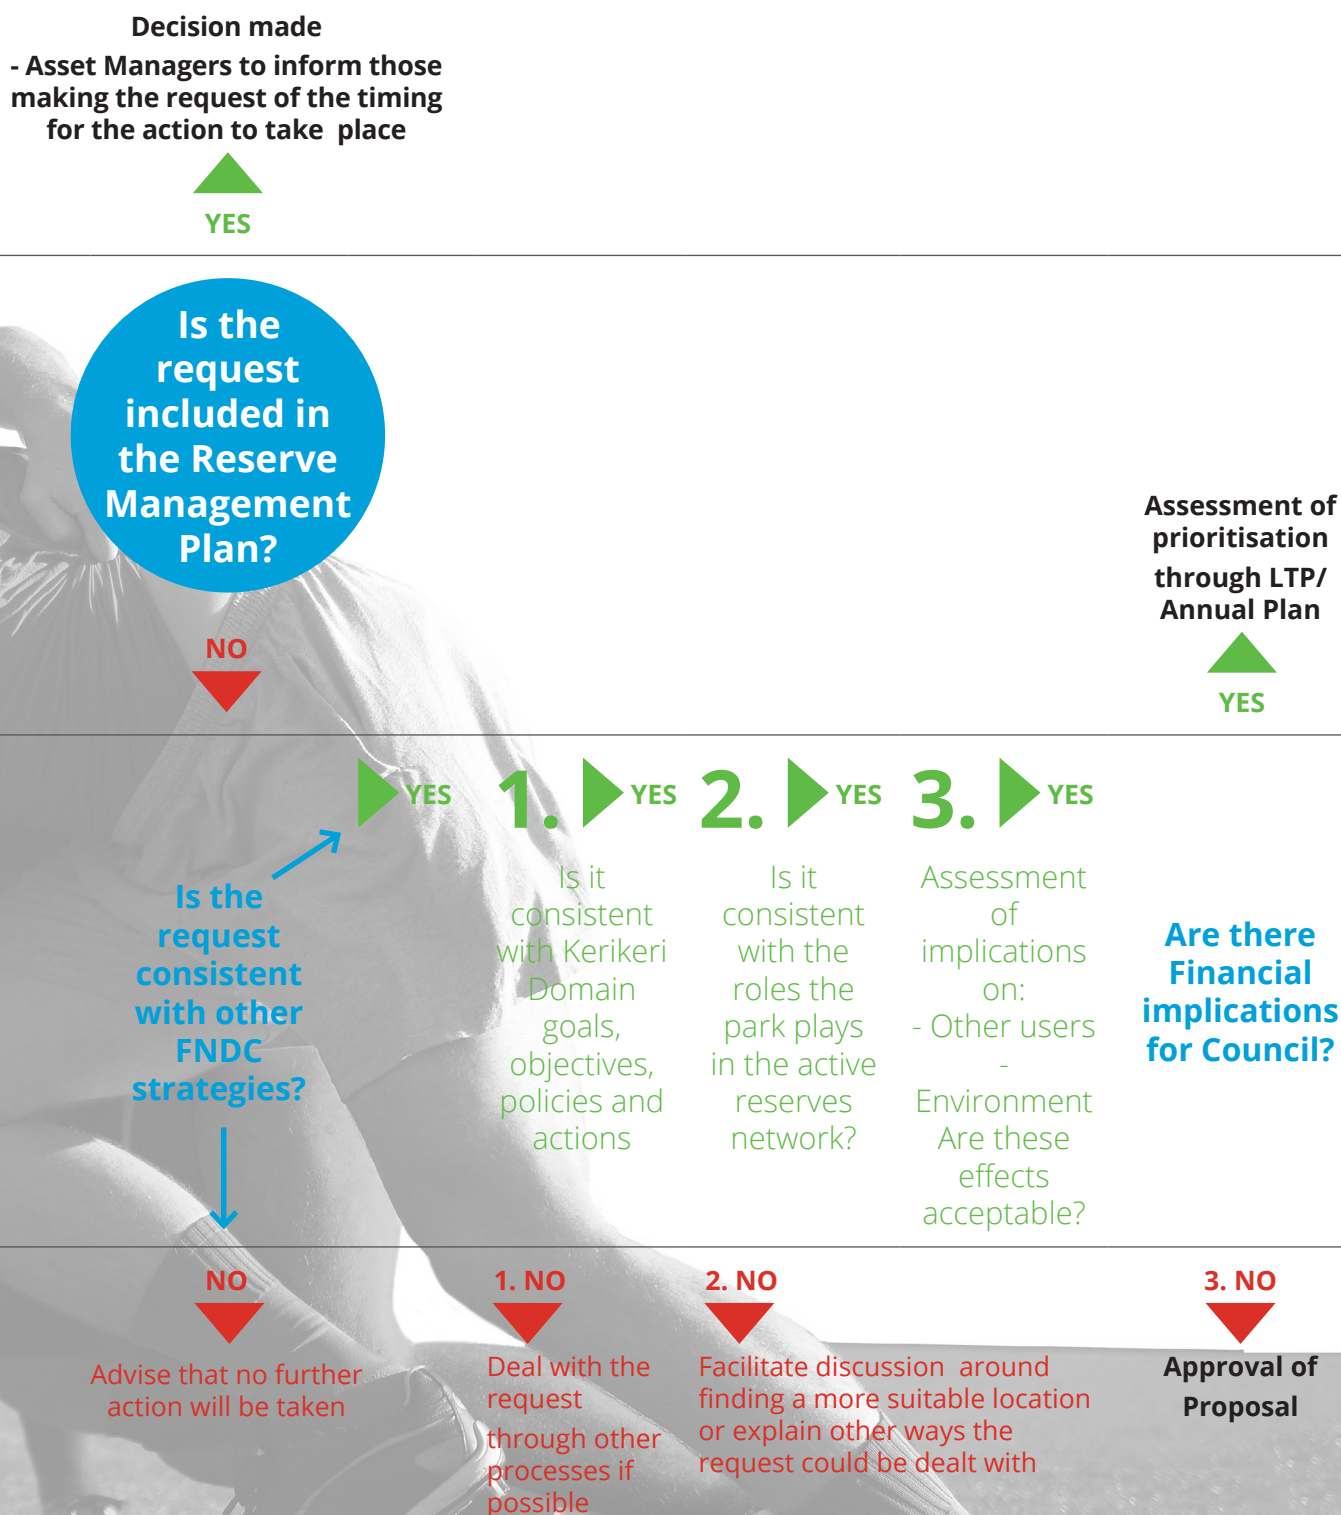 Decision made
- Asset Managers to inform those
making the request of the timing
for the action to take place
YES
Is the
request
included in
the Reserve
Management
Plan?
NO
Assessment of
prioritisation
through LTP/
Annual Plan
YES
Is the
request
consistent
with other
FNDC
strategies?
YES
1.
YES
Is it
consistent
with Kerikeri
Domain
goals,
objectives,
policies and
actions
2.
YES
Is it
consistent
with the
roles the
park plays
in the active
reserves
network?
3.
YES
Assessment
of
implications
on:
- Other users
-
Environment
Are these
effects
acceptable?
Are there
Financial
implications
for Council?
NO
Advise that no further
action will be taken
1. NO
Deal with the
request
through other
processes if
possible
2. NO
Facilitate discussion around
finding a more suitable location
or explain other ways the
request could be dealt with
3. NO
Approval of
Proposal